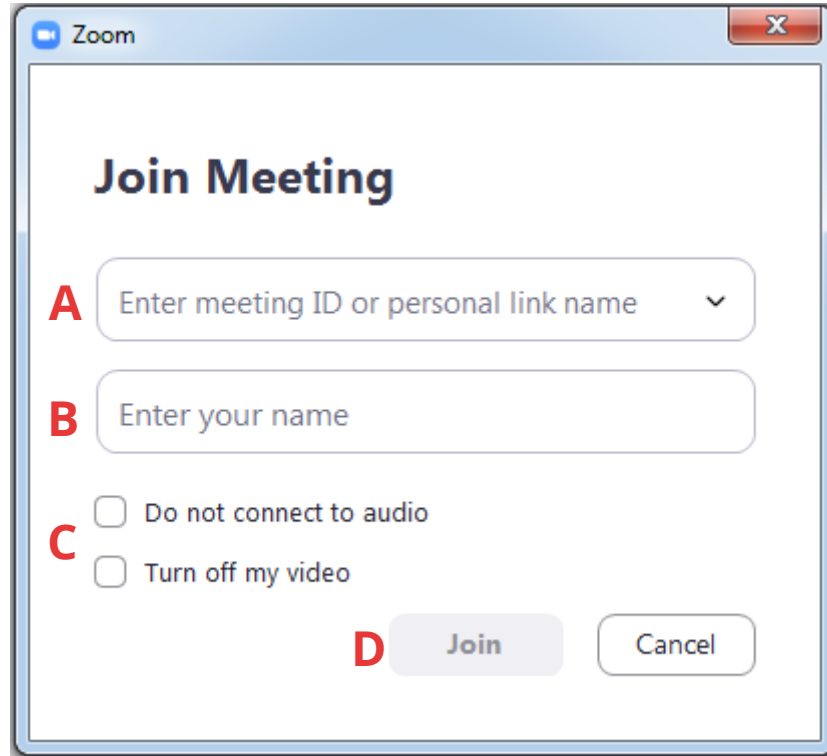 Zoom
Join Meeting
A Enter meeting ID or personal link name
B Enter your name
C
Do not connect to audio
Turn off my video
D Join Cancel